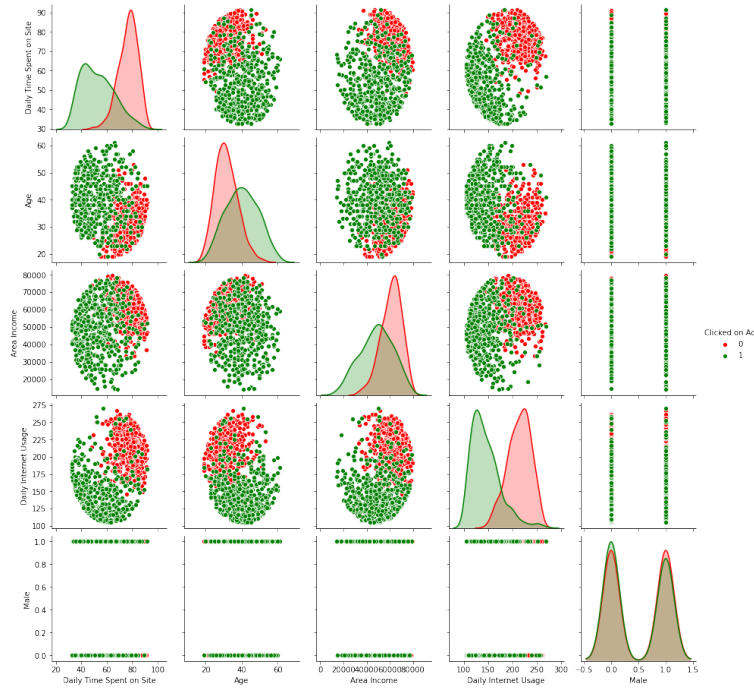 Daily Time Spent on Site
90
80
70
60
50
40
30
Age
60
50
40
30
20
Area Income
80000
70000
60000
50000
40000
30000
20000
Clicked on Ad
0
1
Daily Internet Usage
275
250
225
200
175
150
125
100
Male
1.0
0.8
0.6
0.4
0.2
0.0
20 40 60 80 100
20 40 60
0 20000 40000 60000 80000
100 150 200 250 300
−0.5 0.0 0.5 1.0 1.5
Daily Time Spent on Site
Age
Area Income
Daily Internet Usage
Male